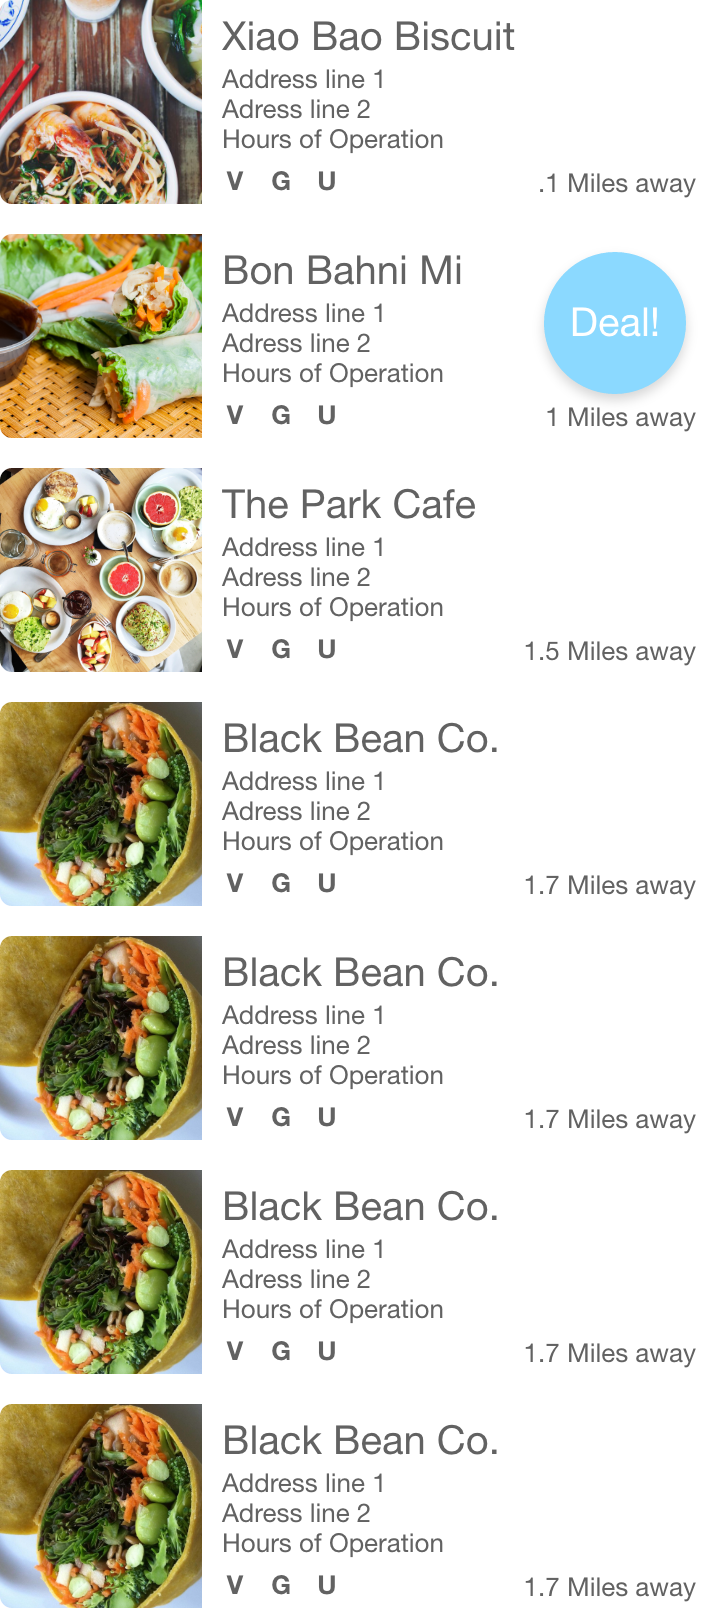 Xiao Bao Biscuit
Address line 1
Adress line 2
Hours of Operation
V G U
.1 Miles away
Bon Bahni Mi
Address line 1
Adress line 2
Hours of Operation
Deal!
V G U
1 Miles away
The Park Cafe
Address line 1
Adress line 2
Hours of Operation
V G U
1.5 Miles away
Black Bean Co.
Address line 1
Adress line 2
Hours of Operation
V G U
1.7 Miles away
Black Bean Co.
Address line 1
Adress line 2
Hours of Operation
V G U
1.7 Miles away
Black Bean Co.
Address line 1
Adress line 2
Hours of Operation
V G U
1.7 Miles away
Black Bean Co.
Address line 1
Adress line 2
Hours of Operation
V G U
1.7 Miles away